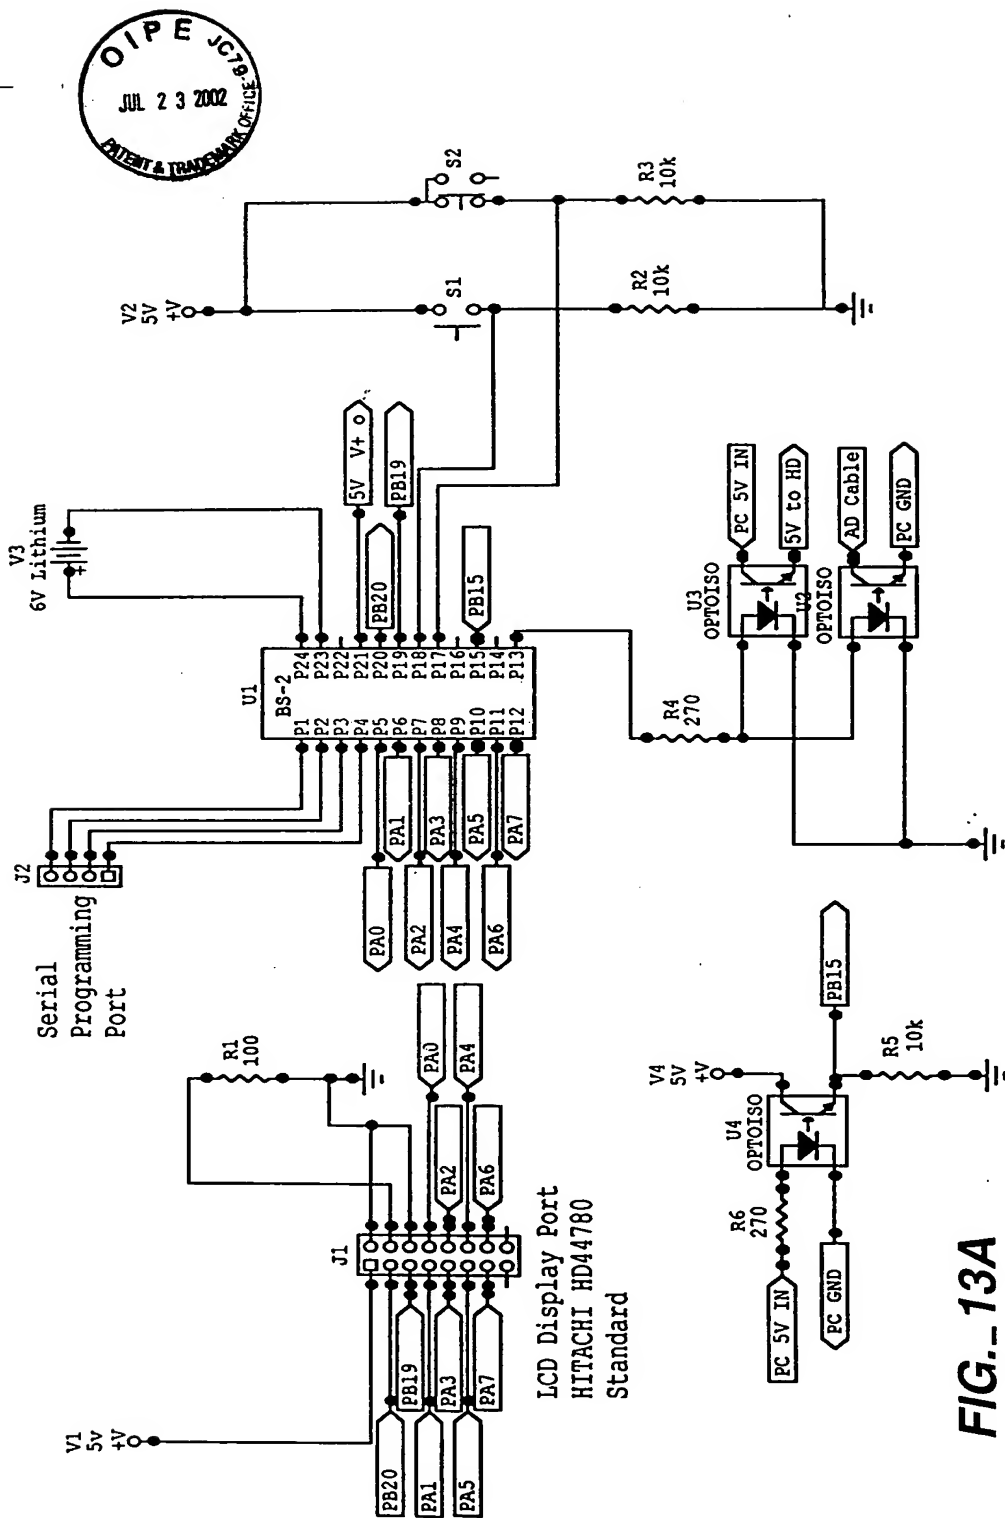 OIPE JC79
JUL 23 2002
PATENT & TRADEMARK OFFICE
V1
5v
+V
J1
PB20
PB19
PA1
PA3
PA5
PA7
PA0
PA2
PA4
PA6
R1
100
LCD Display Port
HITACHI HD44780
Standard
Serial
Programming
Port
J2
U1
BS-2
P1
P2
P3
P4
P5
P6
P7
P8
P9
P10
P11
P12
P24
P23
P22
P21
P20
P19
P18
P17
P16
P15
P14
P13
PA0
PA1
PA2
PA3
PA4
PA5
PA6
PA7
V3
6V Lithium
+
5V V+
PB20
PB19
PB15
V2
5V
+V
S1
S2
R2
10k
R3
10k
R4
270
U3
OPTOISO
PC 5V IN
5V to HD
U2
OPTOISO
AD Cable
PC GND
V4
5V
+V
U4
OPTOISO
R6
270
PC 5V IN
PC GND
PB15
R5
10k
FIG._13A